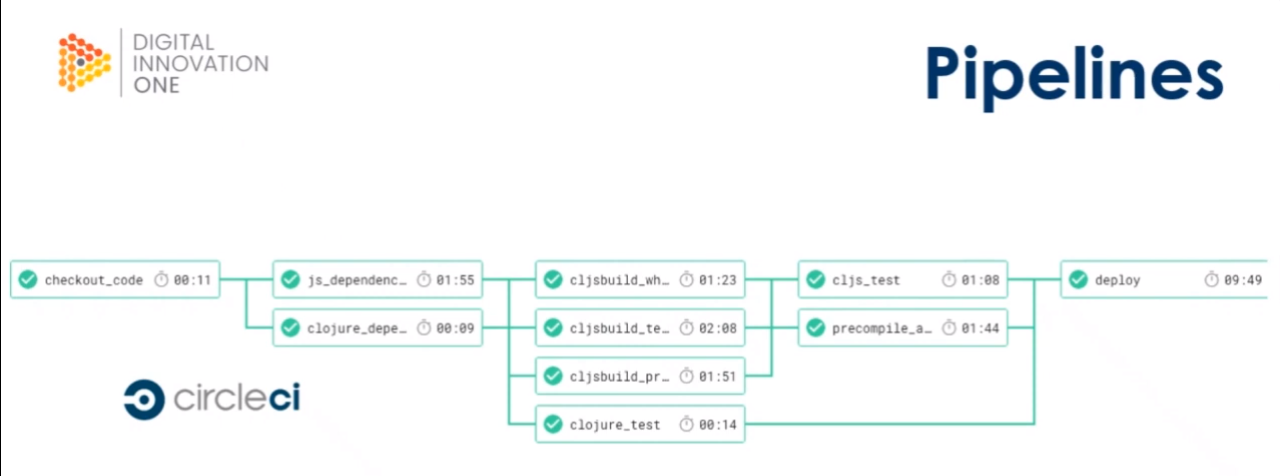 DIGITAL
INNOVATION
ONE
Pipelines
checkout_code 00:11
js_dependenc… 01:55
clojure_depe… 00:09
cljsbuild_wh… 01:23
cljsbuild_te… 02:08
cljsbuild_pr… 01:51
clojure_test 00:14
cljs_test 01:08
precompile_a… 01:44
deploy 09:49
circleci